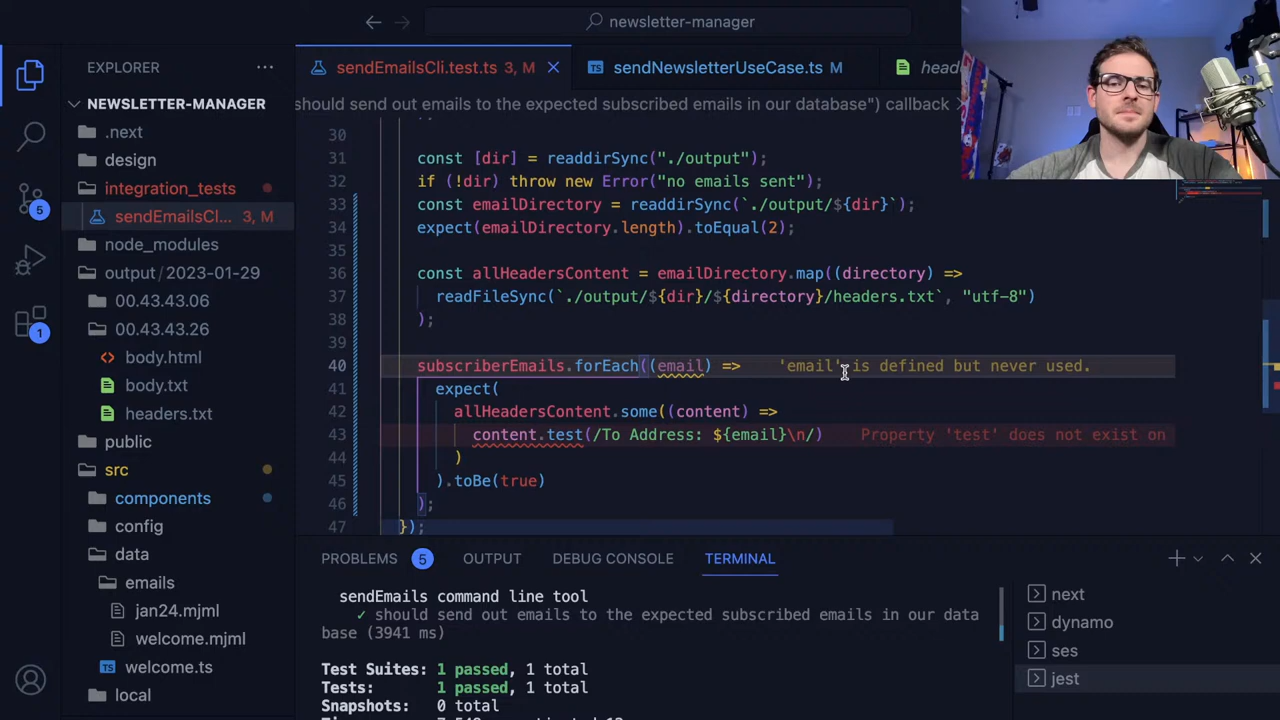 newsletter-manager
EXPLORER
NEWSLETTER-MANAGER
.next
design
integration_tests
sendEmailsCl... 3, M
node_modules
output/2023-01-29
00.43.43.06
00.43.43.26
body.html
body.txt
headers.txt
public
src
components
config
data
emails
jan24.mjml
welcome.mjml
welcome.ts
local
5
1
sendEmailsCli.test.ts 3, M
sendNewsletterUseCase.ts M
head
should send out emails to the expected subscribed emails in our database") callback
30
31 const [dir] = readdirSync("./output");
32 if (!dir) throw new Error("no emails sent");
33 const emailDirectory = readdirSync(`./output/${dir}`);
34 expect(emailDirectory.length).toEqual(2);
35
36 const allHeadersContent = emailDirectory.map((directory) =>
37 readFileSync(`./output/${dir}/${directory}/headers.txt`, "utf-8")
38 );
39
40 subscriberEmails.forEach((email) => 'email' is defined but never used.
41 expect(
42 allHeadersContent.some((content) =>
43 content.test(/To Address: ${email}\n/) Property 'test' does not exist on
44 )
45 ).toBe(true)
46 );
47 });
PROBLEMS 5 OUTPUT DEBUG CONSOLE TERMINAL
sendEmails command line tool
✓ should send out emails to the expected subscribed emails in our data
base (3941 ms)
Test Suites: 1 passed, 1 total
Tests: 1 passed, 1 total
Snapshots: 0 total
next
dynamo
ses
jest